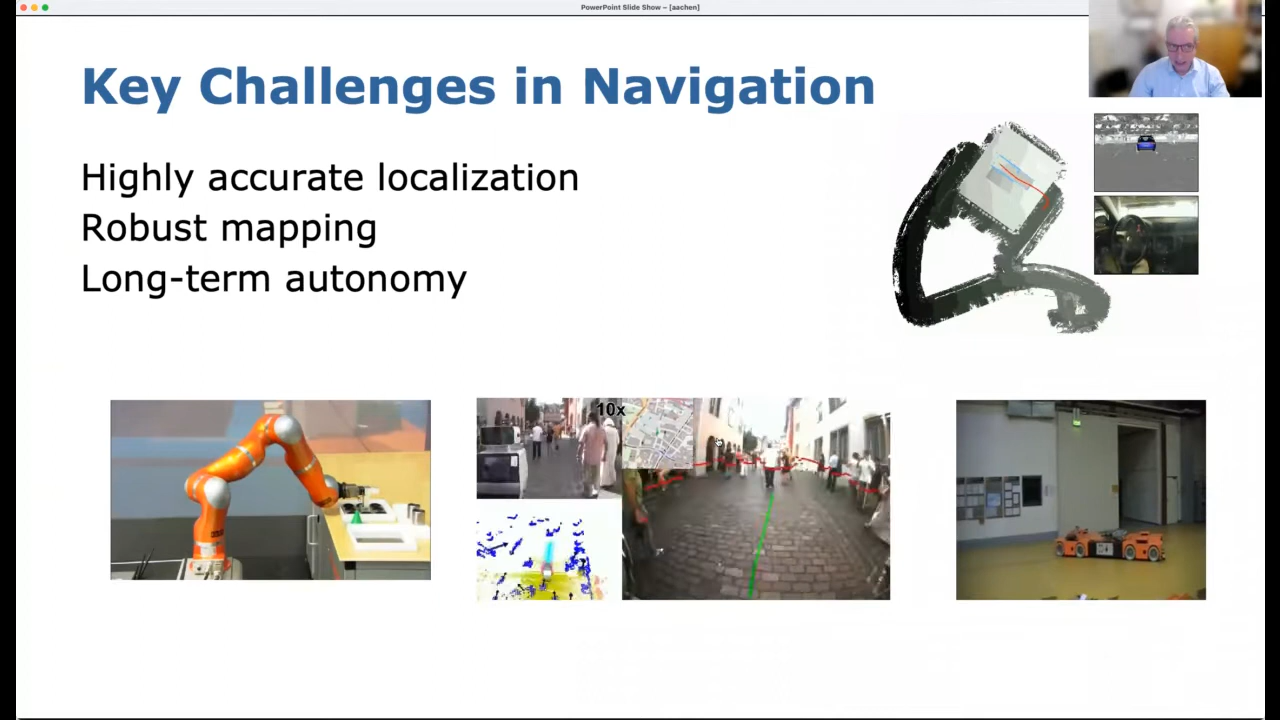 PowerPoint Slide Show – [aachen]
Key Challenges in Navigation
Highly accurate localization
Robust mapping
Long-term autonomy
10x